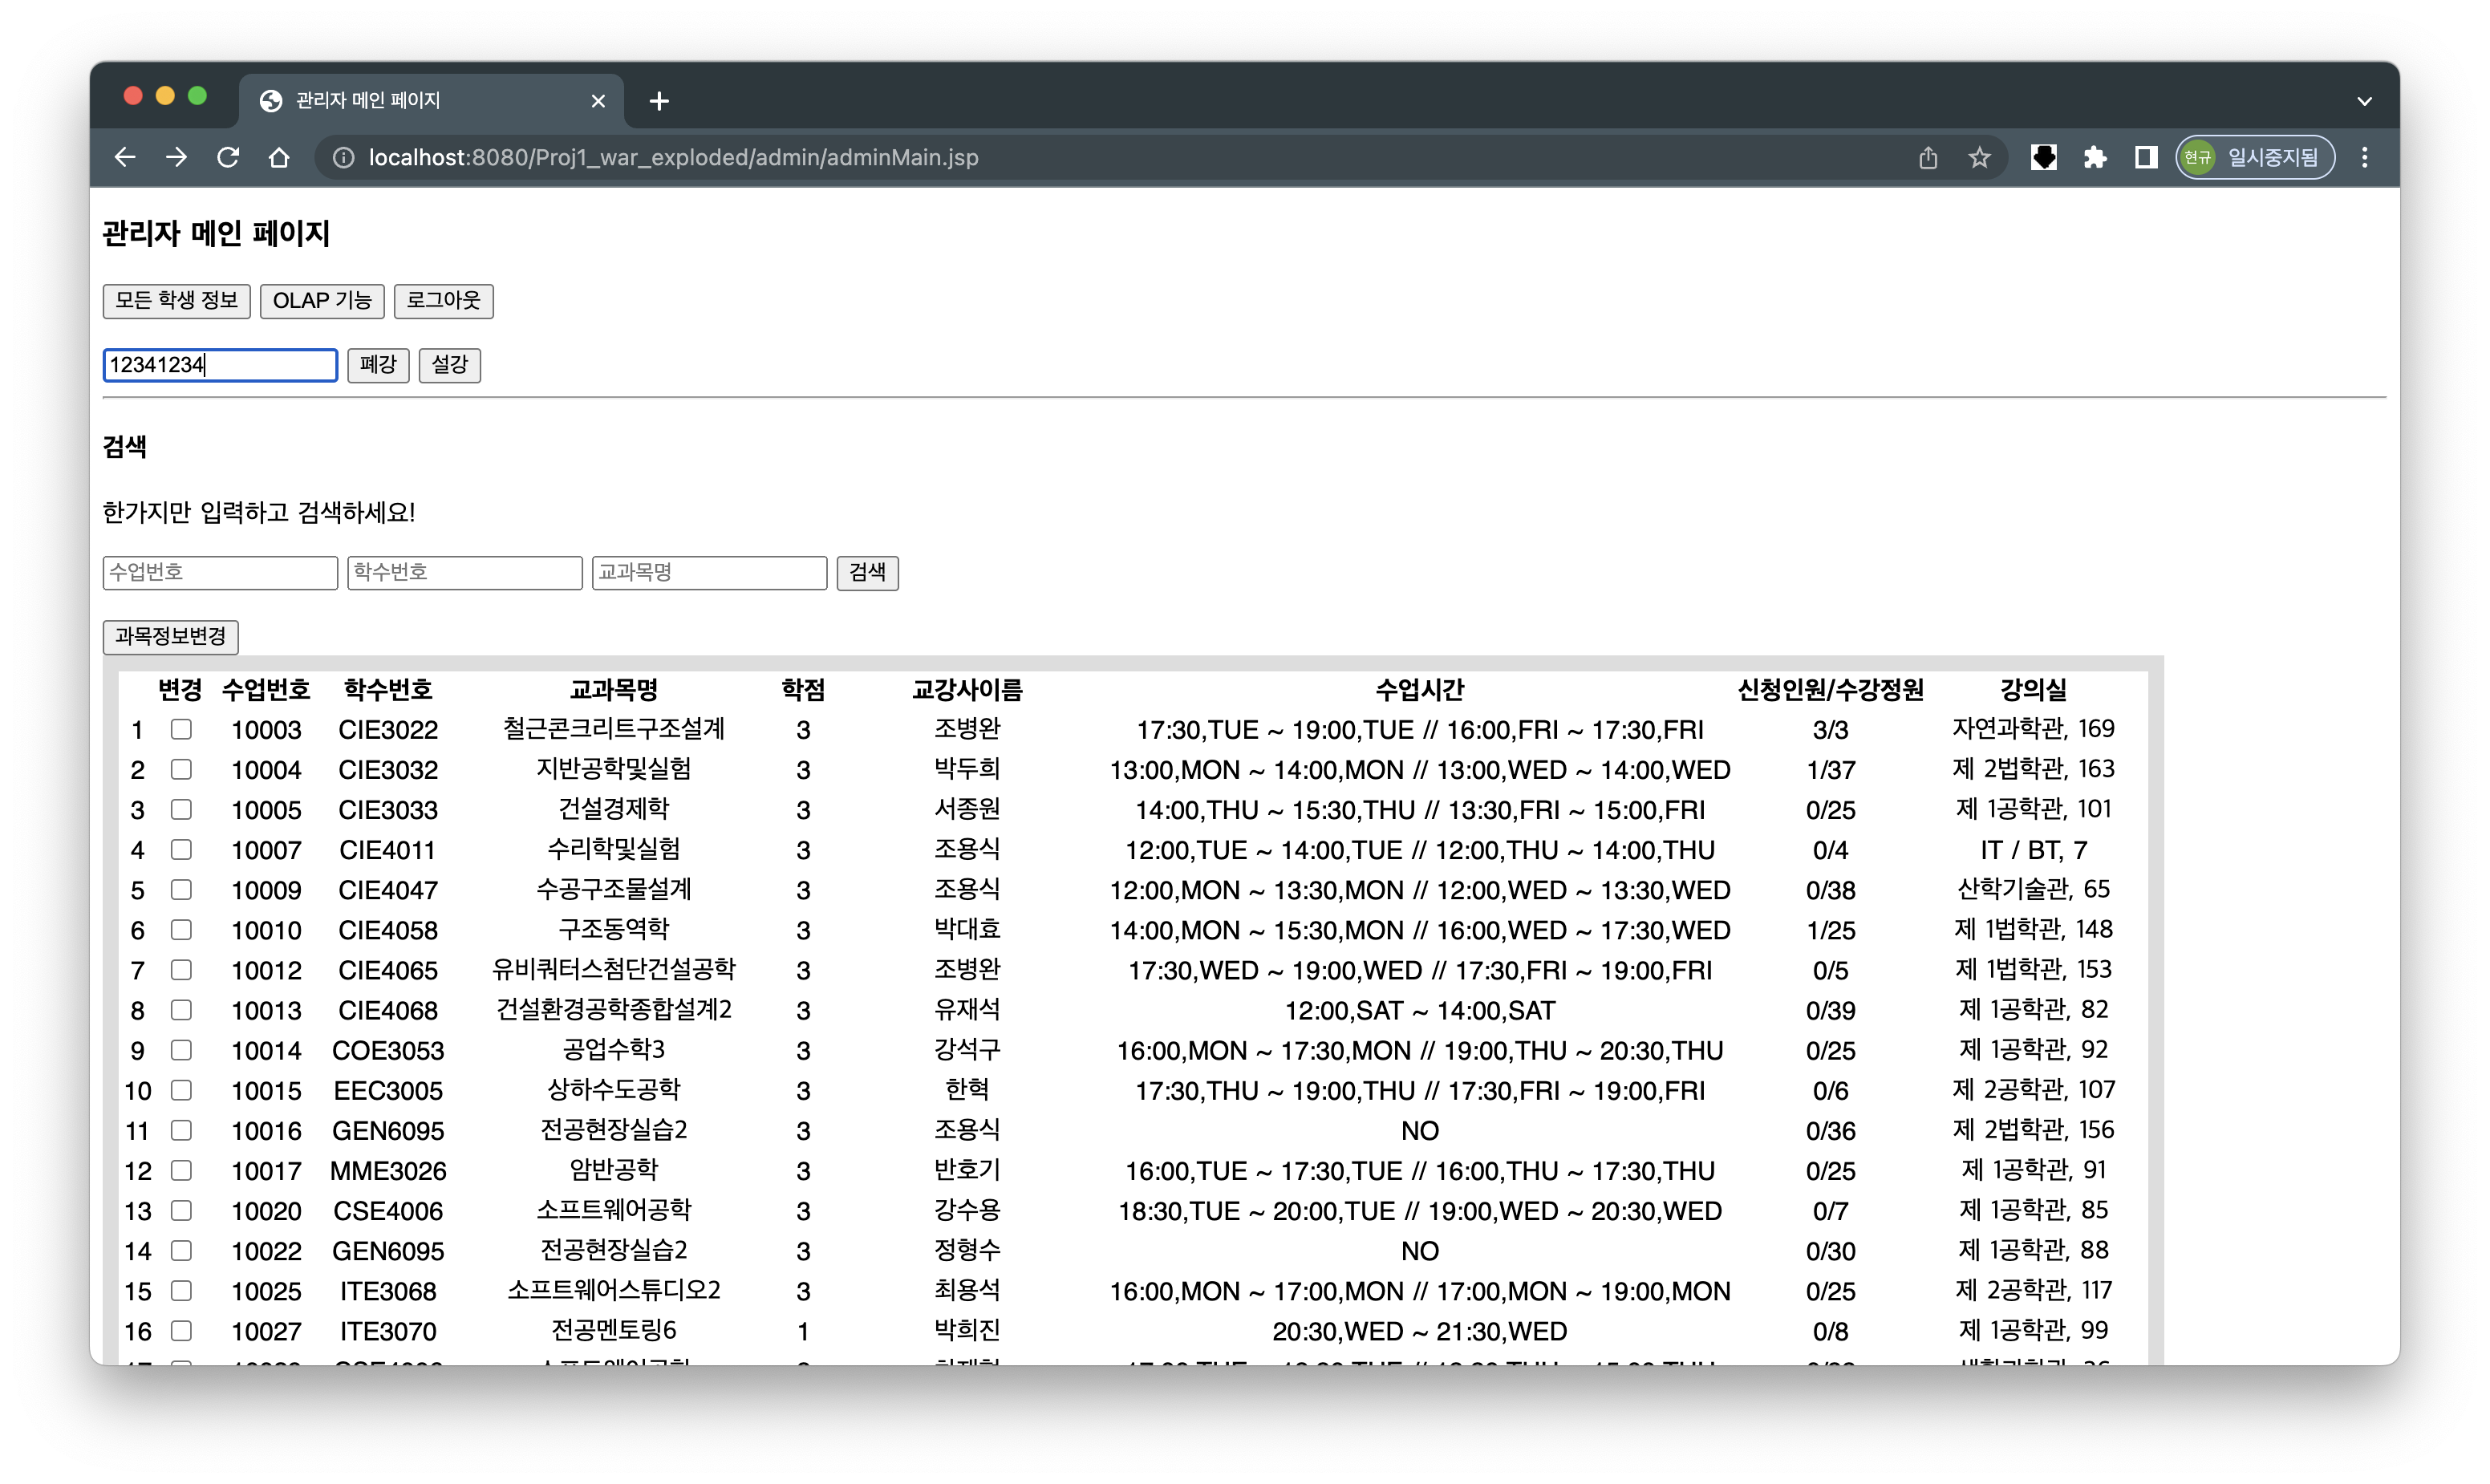 관리자 메인 페이지
localhost:8080/Proj1_war_exploded/admin/adminMain.jsp
현규 일시중지됨
관리자 메인 페이지
모든 학생 정보 OLAP 기능 로그아웃
12341234 폐강 설강
검색
한가지만 입력하고 검색하세요!
수업번호 학수번호 교과목명 검색
과목정보변경
변경 수업번호 학수번호 교과목명 학점 교강사이름 수업시간 신청인원/수강정원 강의실
1 10003 CIE3022 철근콘크리트구조설계 3 조병완 17:30,TUE ~ 19:00,TUE // 16:00,FRI ~ 17:30,FRI 3/3 자연과학관, 169
2 10004 CIE3032 지반공학및실험 3 박두희 13:00,MON ~ 14:00,MON // 13:00,WED ~ 14:00,WED 1/37 제 2법학관, 163
3 10005 CIE3033 건설경제학 3 서종원 14:00,THU ~ 15:30,THU // 13:30,FRI ~ 15:00,FRI 0/25 제 1공학관, 101
4 10007 CIE4011 수리학및실험 3 조용식 12:00,TUE ~ 14:00,TUE // 12:00,THU ~ 14:00,THU 0/4 IT / BT, 7
5 10009 CIE4047 수공구조물설계 3 조용식 12:00,MON ~ 13:30,MON // 12:00,WED ~ 13:30,WED 0/38 산학기술관, 65
6 10010 CIE4058 구조동역학 3 박대효 14:00,MON ~ 15:30,MON // 16:00,WED ~ 17:30,WED 1/25 제 1법학관, 148
7 10012 CIE4065 유비쿼터스첨단건설공학 3 조병완 17:30,WED ~ 19:00,WED // 17:30,FRI ~ 19:00,FRI 0/5 제 1법학관, 153
8 10013 CIE4068 건설환경공학종합설계2 3 유재석 12:00,SAT ~ 14:00,SAT 0/39 제 1공학관, 82
9 10014 COE3053 공업수학3 3 강석구 16:00,MON ~ 17:30,MON // 19:00,THU ~ 20:30,THU 0/25 제 1공학관, 92
10 10015 EEC3005 상하수도공학 3 한혁 17:30,THU ~ 19:00,THU // 17:30,FRI ~ 19:00,FRI 0/6 제 2공학관, 107
11 10016 GEN6095 전공현장실습2 3 조용식 NO 0/36 제 2법학관, 156
12 10017 MME3026 암반공학 3 반호기 16:00,TUE ~ 17:30,TUE // 16:00,THU ~ 17:30,THU 0/25 제 1공학관, 91
13 10020 CSE4006 소프트웨어공학 3 강수용 18:30,TUE ~ 20:00,TUE // 19:00,WED ~ 20:30,WED 0/7 제 1공학관, 85
14 10022 GEN6095 전공현장실습2 3 정형수 NO 0/30 제 1공학관, 88
15 10025 ITE3068 소프트웨어스튜디오2 3 최용석 16:00,MON ~ 17:00,MON // 17:00,MON ~ 19:00,MON 0/25 제 2공학관, 117
16 10027 ITE3070 전공멘토링6 1 박희진 20:30,WED ~ 21:30,WED 0/8 제 1공학관, 99